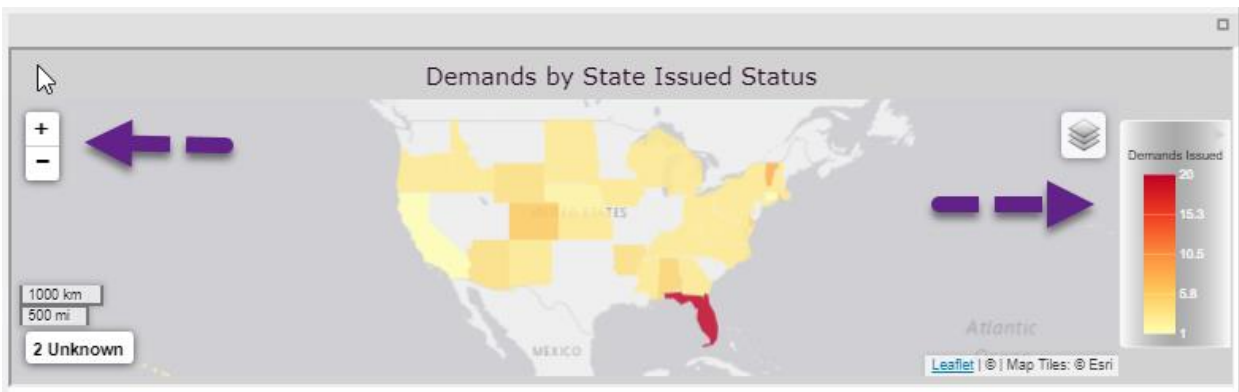 Demands by State Issued Status
+
−
Demands Issued
20
15.3
10.5
5.8
1
1000 km
500 mi
2 Unknown
MEXICO
Atlantic
Leaflet | © | Map Tiles: © Esri